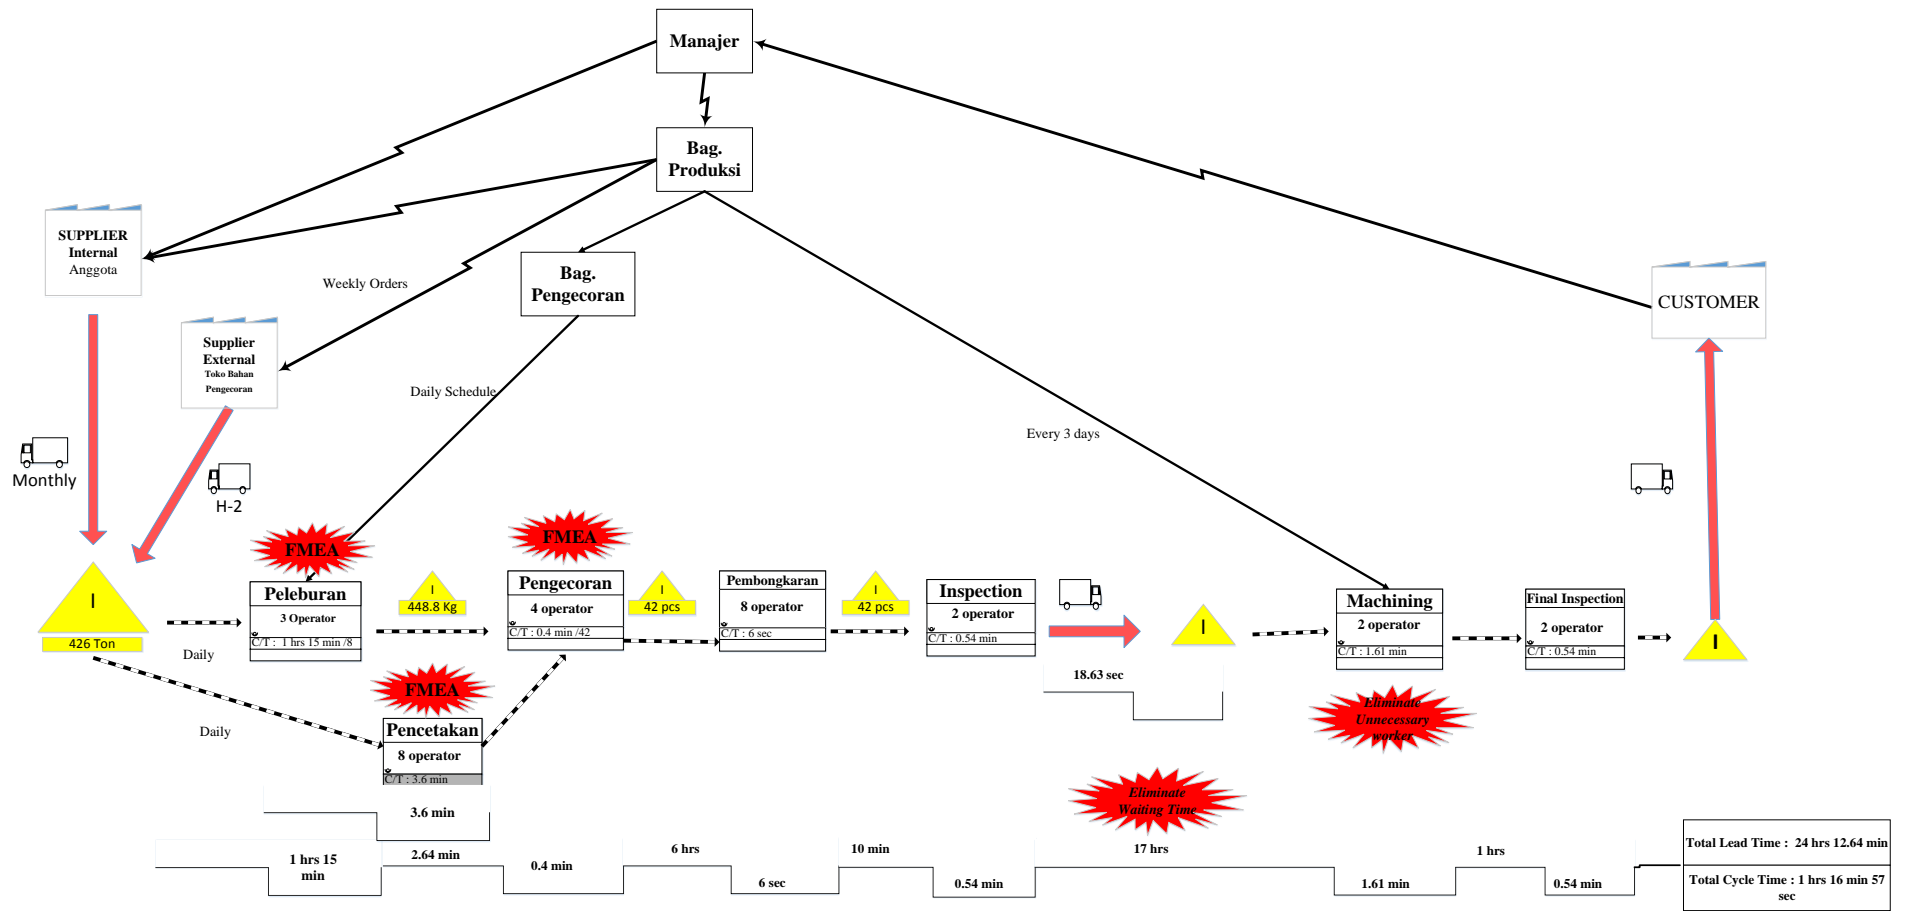 Manajer
Bag.
Produksi
SUPPLIER
Internal
Anggota
Weekly Orders
Bag.
Pengecoran
CUSTOMER
Supplier
External
Toko Bahan
Pengecoran
Daily Schedule
Every 3 days
Monthly
H-2
FMEA
FMEA
I
426 Ton
Daily
Peleburan
3 Operator
C/T : 1 hrs 15 min /8
I
448.8 Kg
Pengecoran
4 operator
C/T : 0.4 min /42
I
42 pcs
Pembongkaran
8 operator
C/T : 6 sec
I
42 pcs
Inspection
2 operator
C/T : 0.54 min
I
Machining
2 operator
C/T : 1.61 min
Final Inspection
2 operator
C/T : 0.54 min
I
18.63 sec
FMEA
Daily
Pencetakan
8 operator
C/T : 3.6 min
Eliminate
Unnecessary
worker
Eliminate
Waiting Time
3.6 min
1 hrs 15
min
2.64 min
0.4 min
6 hrs
6 sec
10 min
0.54 min
17 hrs
1.61 min
1 hrs
0.54 min
Total Lead Time : 24 hrs 12.64 min
Total Cycle Time : 1 hrs 16 min 57
sec